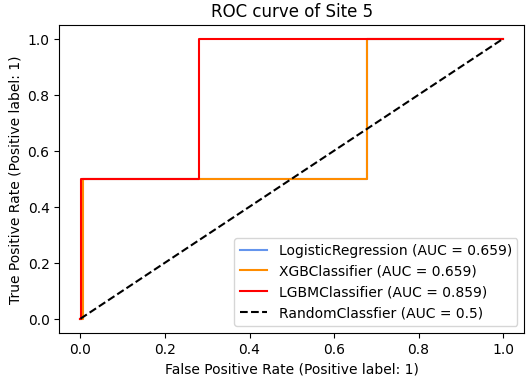 ROC curve of Site 5
True Positive Rate (Positive label: 1)
1.0
0.8
0.6
0.4
0.2
0.0
LogisticRegression (AUC = 0.659)
XGBClassifier (AUC = 0.659)
LGBMClassifier (AUC = 0.859)
RandomClassfier (AUC = 0.5)
0.0 0.2 0.4 0.6 0.8 1.0
False Positive Rate (Positive label: 1)